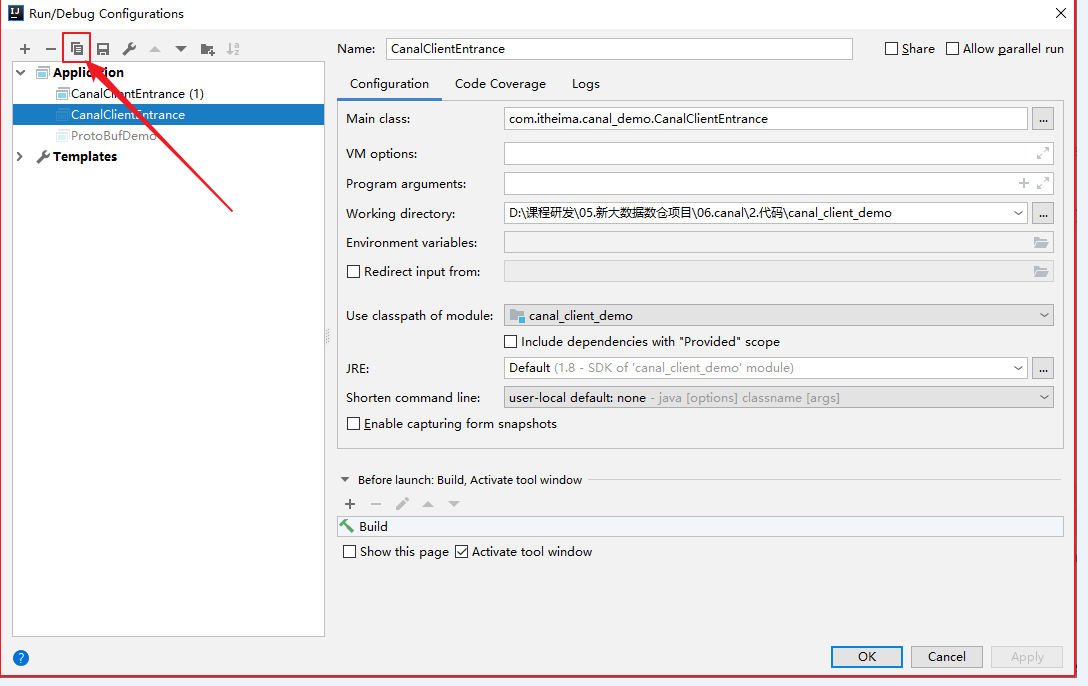 Run/Debug Configurations
Name: CanalClientEntrance Share Allow parallel run
Application
CanalClientEntrance (1)
CanalClientEntrance
ProtoBufDemo
Templates
Configuration Code Coverage Logs
Main class: com.itheima.canal_demo.CanalClientEntrance ...
VM options:
Program arguments:
Working directory: D:\课程研发\05.新大数据数仓项目\06.canal\2.代码\canal_client_demo ...
Environment variables:
Redirect input from:
Use classpath of module: canal_client_demo
Include dependencies with "Provided" scope
JRE: Default (1.8 - SDK of 'canal_client_demo' module) ...
Shorten command line: user-local default: none - java [options] classname [args]
Enable capturing form snapshots
Before launch: Build, Activate tool window
Build
Show this page Activate tool window
? OK Cancel Apply